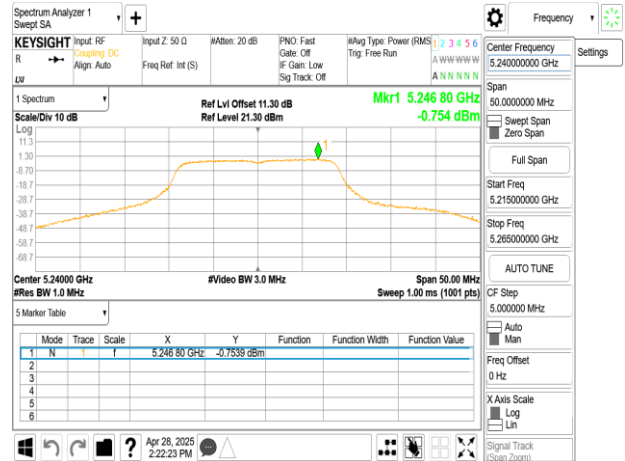 Spectrum Analyzer 1
Swept SA
+
Frequency
KEYSIGHT Input: RF Input Z: 50 Ω #Atten: 20 dB PNO: Fast #Avg Type: Power (RMS 1 2 3 4 5 6
R Coupling: DC Gate: Off Trig: Free Run
Align: Auto Freq Ref: Int (S) IF Gain: Low A W W W W W
Sig Track: Off A N N N N N
Center Frequency
5.240000000 GHz
Settings
Span
50.0000000 MHz
Swept Span
Zero Span
Full Span
Start Freq
5.215000000 GHz
Stop Freq
5.265000000 GHz
AUTO TUNE
CF Step
5.000000 MHz
Auto
Man
Freq Offset
0 Hz
X Axis Scale
Log
Lin
Signal Track
(Span Zoom)
1 Spectrum
Ref Lvl Offset 11.30 dB Mkr1 5.246 80 GHz
Scale/Div 10 dB Ref Level 21.30 dBm -0.754 dBm
Log
11.3
1.30
-8.70
-18.7
-28.7
-38.7
-48.7
-58.7
-68.7
1
Center 5.24000 GHz #Video BW 3.0 MHz Span 50.00 MHz
#Res BW 1.0 MHz Sweep 1.00 ms (1001 pts)
5 Marker Table
Mode Trace Scale X Y Function Function Width Function Value
1 N 1 f 5.246 80 GHz -0.7539 dBm
2
3
4
5
6
? Apr 28, 2025
2:22:23 PM